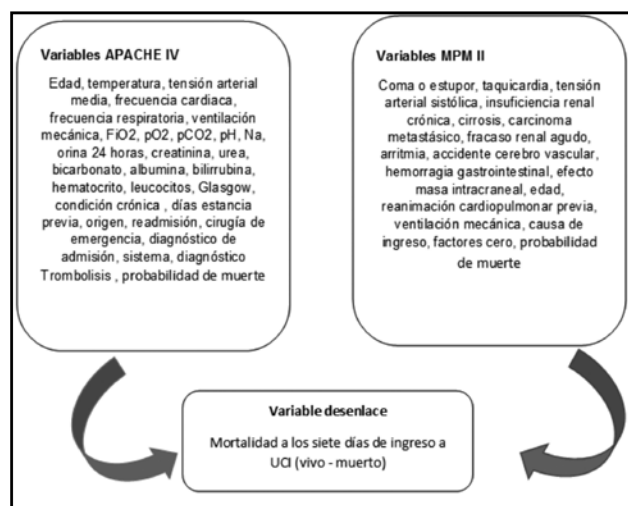 Variables APACHE IV
Edad, temperatura, tensión arterial
media, frecuencia cardiaca,
frecuencia respiratoria, ventilación
mecánica, FiO2, pO2, pCO2, pH, Na,
orina 24 horas, creatinina, urea,
bicarbonato, albumina, bilirrubina,
hematocrito, leucocitos, Glasgow,
condición crónica , días estancia
previa, origen, readmisión, cirugía de
emergencia, diagnóstico de
admisión, sistema, diagnóstico
Trombolisis , probabilidad de muerte
Variables MPM II
Coma o estupor, taquicardia, tensión
arterial sistólica, insuficiencia renal
crónica, cirrosis, carcinoma
metastásico, fracaso renal agudo,
arritmia, accidente cerebro vascular,
hemorragia gastrointestinal, efecto
masa intracraneal, edad,
reanimación cardiopulmonar previa,
ventilación mecánica, causa de
ingreso, factores cero, probabilidad
de muerte
Variable desenlace
Mortalidad a los siete días de ingreso a
UCI (vivo - muerto)